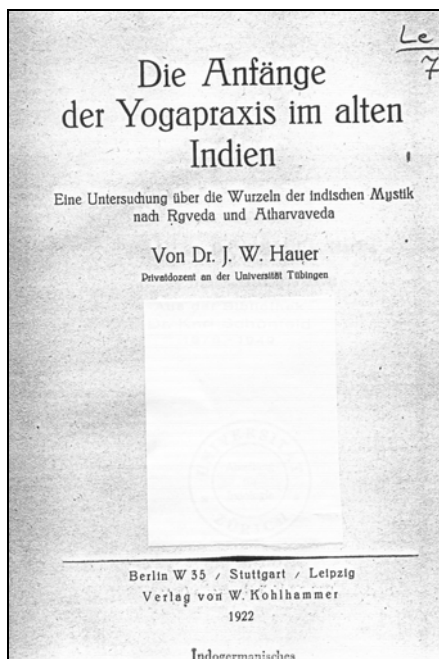 Le
7
Die Anfänge
der Yogapraxis im alten
Indien
Eine Untersuchung über die Wurzeln der indischen Mystik
nach Rgveda und Atharvaveda
Von Dr. J. W. Hauer
Privatdozent an der Universität Tübingen
Berlin W 35 / Stuttgart / Leipzig
Verlag von W. Kohlhammer
1922
Indogermanisches